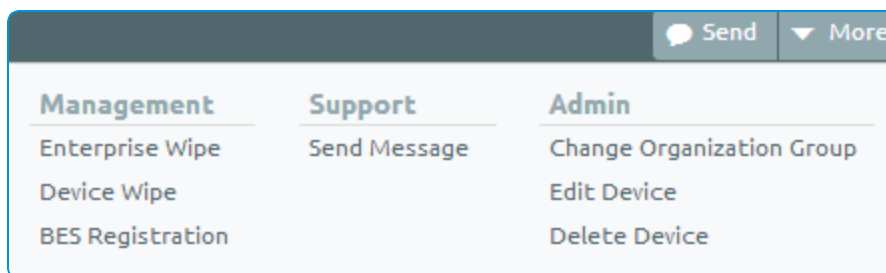 Send More
Management Support Admin
Enterprise Wipe Send Message Change Organization Group
Device Wipe Edit Device
BES Registration Delete Device